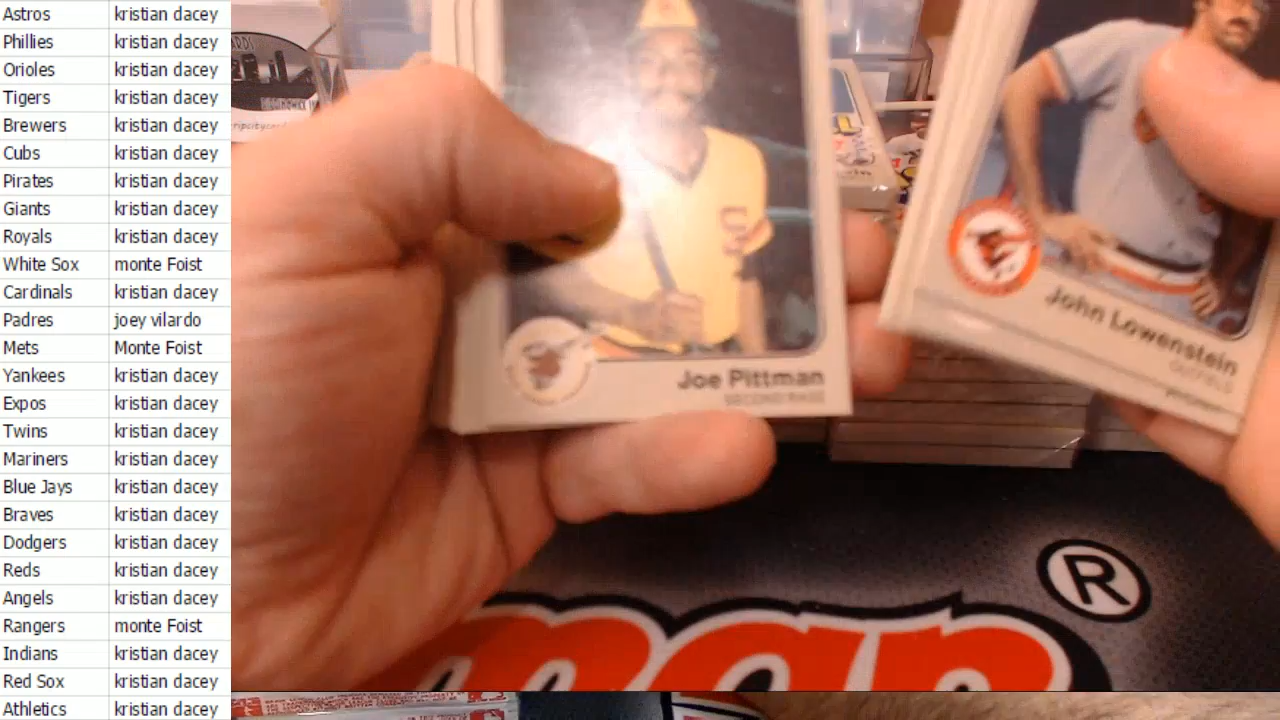 Astros kristian dacey
Phillies kristian dacey
Orioles kristian dacey
Tigers kristian dacey
Brewers kristian dacey
Cubs kristian dacey
Pirates kristian dacey
Giants kristian dacey
Royals kristian dacey
White Sox monte Foist
Cardinals kristian dacey
Padres joey vilardo
Mets Monte Foist
Yankees kristian dacey
Expos kristian dacey
Twins kristian dacey
Mariners kristian dacey
Blue Jays kristian dacey
Braves kristian dacey
Dodgers kristian dacey
Reds kristian dacey
Angels kristian dacey
Rangers monte Foist
Indians kristian dacey
Red Sox kristian dacey
Athletics kristian dacey
Joe Pittman
SECOND BASE
John Lowenstein
OUTFIELD
®